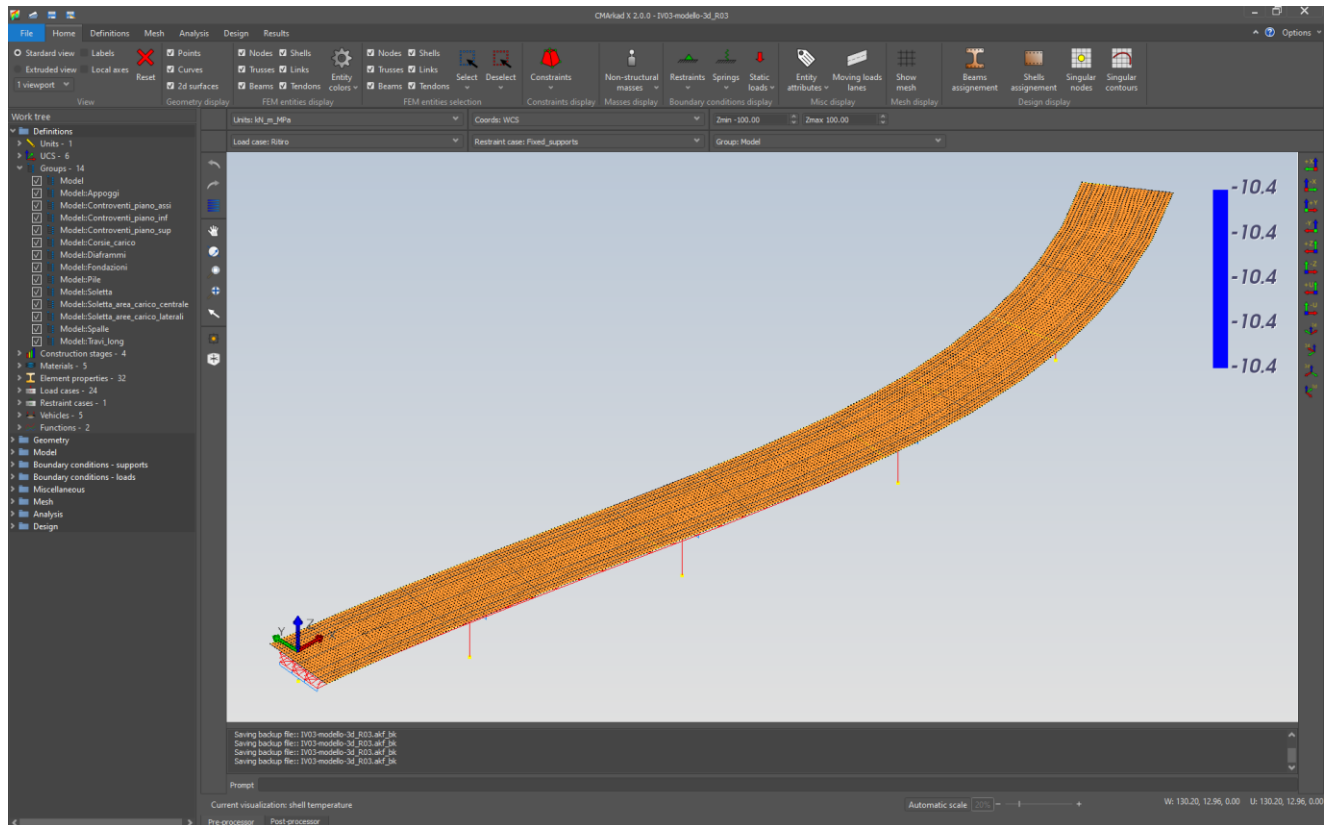 CMArkad X 2.0.0 - IV03-modello-3d_R03
File Home Definitions Mesh Analysis Design Results Options
Standard view Labels
Extruded view Local axes
1 viewport
Reset
View
Points
Curves
2d surfaces
Geometry display
Nodes Shells
Trusses Links
Beams Tendons
Entity colors
FEM entities display
Nodes Shells
Trusses Links
Beams Tendons
Select Deselect
FEM entities selection
Constraints
Constraints display
Non-structural masses
Masses display
Restraints Springs Static loads
Boundary conditions display
Entity attributes Moving loads lanes
Misc display
Show mesh
Mesh display
Beams assignement Shells assignement Singular nodes Singular contours
Design display
Work tree
Units: kN_m_MPa Coords: WCS Zmin -100.00 Zmax 100.00
Load case: Ritiro Restraint case: Fixed_supports Group: Model
Definitions
Units - 1
UCS - 6
Groups - 14
Model
Model::Appoggi
Model::Controventi_piano_assi
Model::Controventi_piano_inf
Model::Controventi_piano_sup
Model::Corsie_carico
Model::Diaframmi
Model::Fondazioni
Model::Pile
Model::Soletta
Model::Soletta_area_carico_centrale
Model::Soletta_aree_carico_laterali
Model::Spalle
Model::Travi_long
Construction stages - 4
Materials - 5
Element properties - 32
Load cases - 24
Restraint cases - 1
Vehicles - 5
Functions - 2
Geometry
Model
Boundary conditions - supports
Boundary conditions - loads
Miscellaneous
Mesh
Analysis
Design
-10.4
-10.4
-10.4
-10.4
-10.4
Y Z X
Saving backup file:: IV03-modello-3d_R03.akf_bk
Saving backup file:: IV03-modello-3d_R03.akf_bk
Saving backup file:: IV03-modello-3d_R03.akf_bk
Saving backup file:: IV03-modello-3d_R03.akf_bk
Prompt
Current visualization: shell temperature Automatic scale 20% W: 130.20, 12.96, 0.00 U: 130.20, 12.96, 0.00
Pre-processor Post-processor